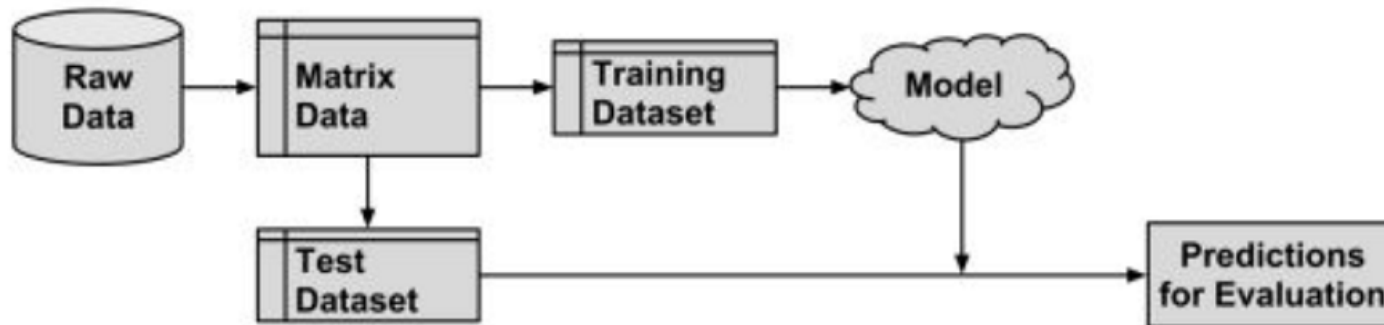 Raw
Data
Matrix
Data
Training
Dataset
Model
Test
Dataset
Predictions
for Evaluation